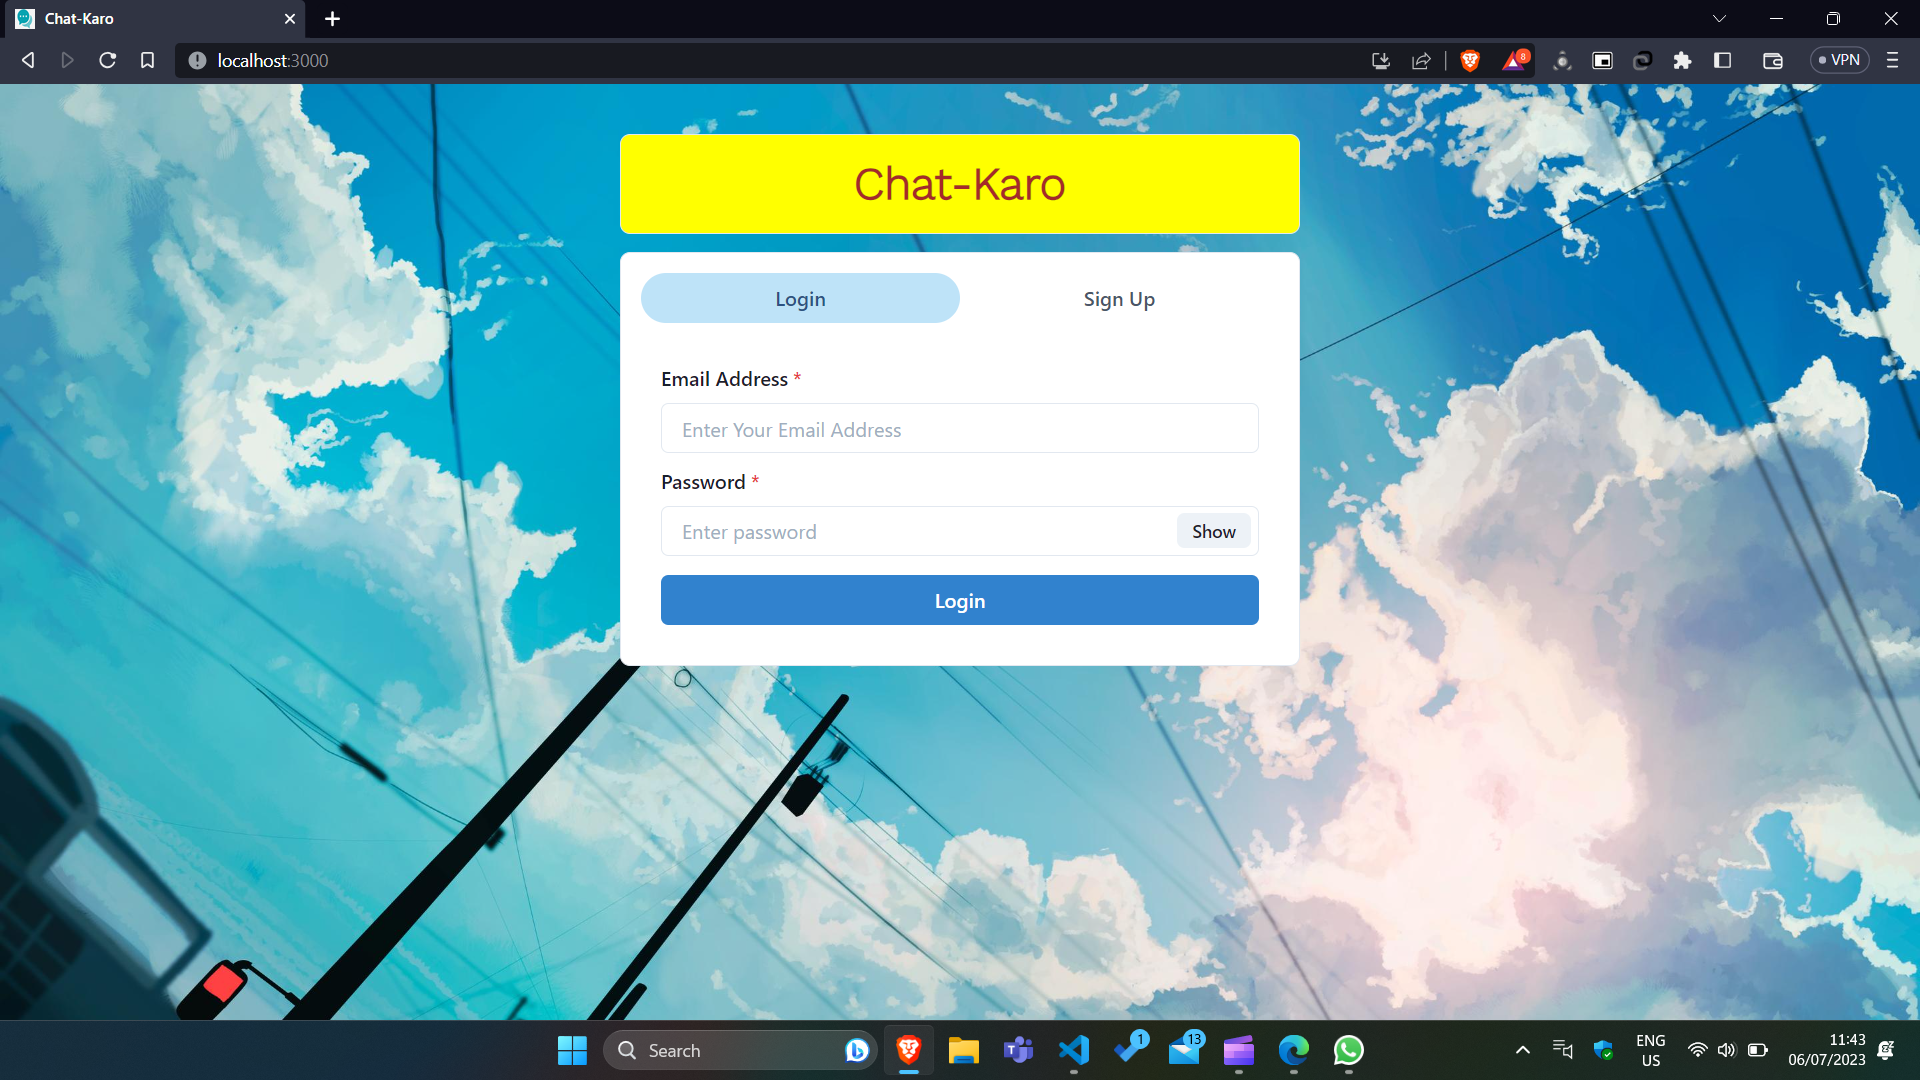 Chat-Karo
localhost:3000
8
VPN
Chat-Karo
Login
Sign Up
Email Address *
Enter Your Email Address
Password *
Enter password
Show
Login
Search
1
13
ENG
US
11:43
06/07/2023